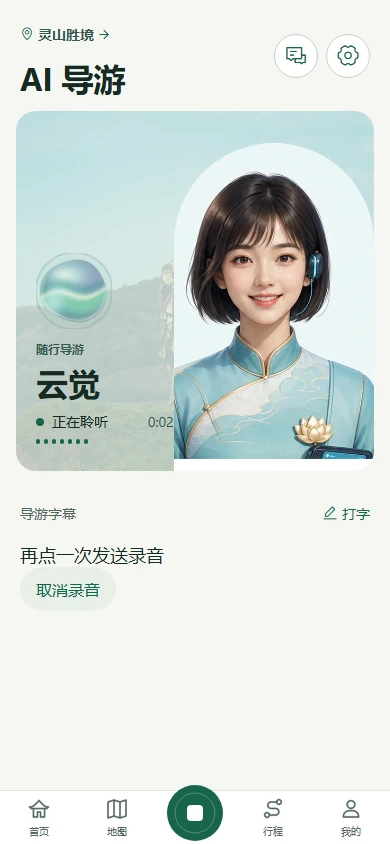 灵山胜境 →
AI 导游
随行导游
云觉
正在聆听 0:02
导游字幕 打字
再点一次发送录音
取消录音
首页 地图 行程 我的